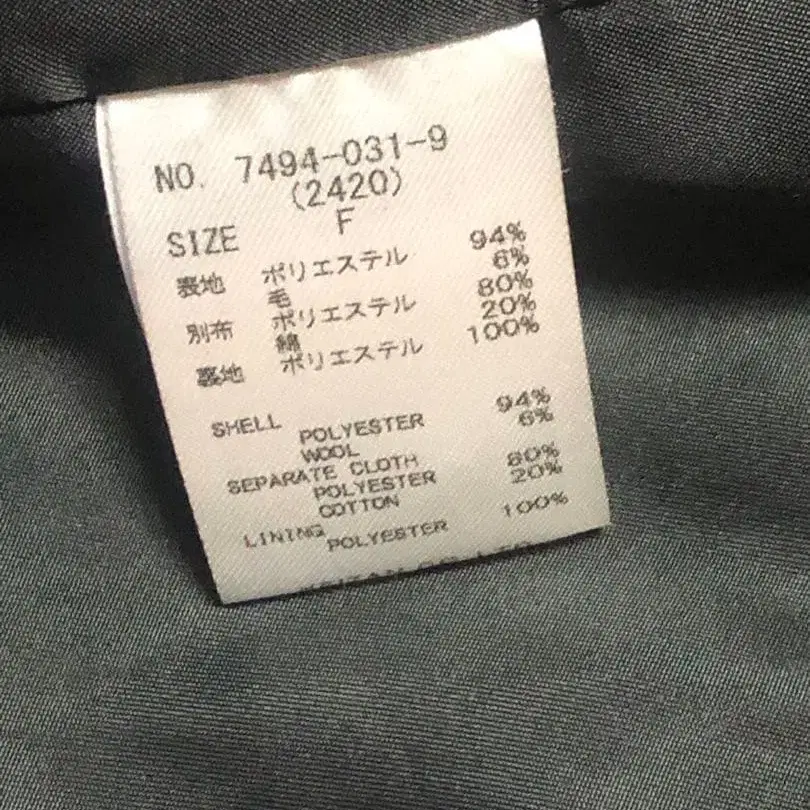 NO. 7494-031-9
(2420)
SIZE F
表地 ポリエステル 94%
毛 6%
別布 ポリエステル 80%
綿 20%
裏地 ポリエステル 100%
SHELL
POLYESTER 94%
WOOL 6%
SEPARATE CLOTH
POLYESTER 80%
COTTON 20%
LINING
POLYESTER 100%